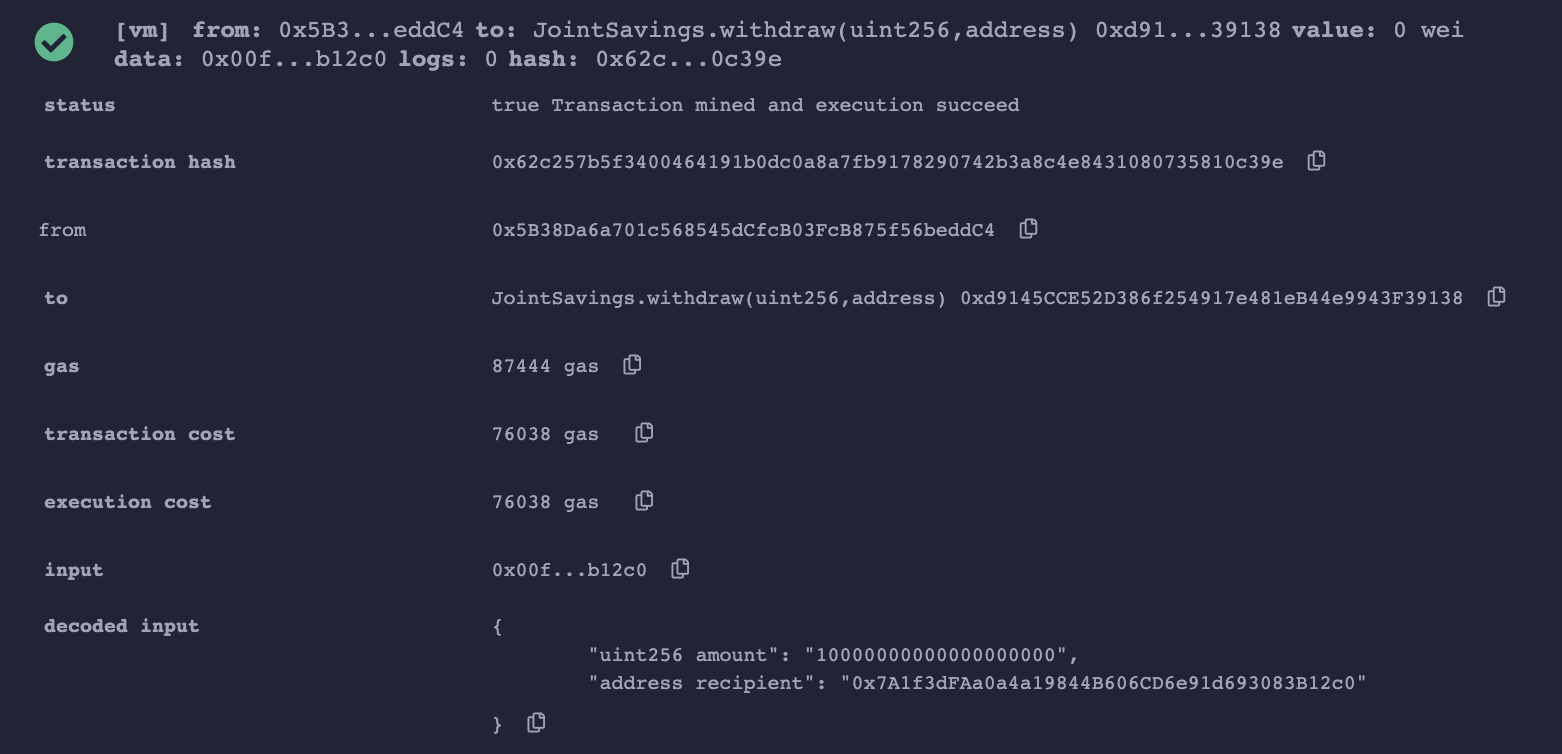 [vm] from: 0x5B3...eddC4 to: JointSavings.withdraw(uint256,address) 0xd91...39138 value: 0 wei
data: 0x00f...b12c0 logs: 0 hash: 0x62c...0c39e
status true Transaction mined and execution succeed
transaction hash 0x62c257b5f3400464191b0dc0a8a7fb9178290742b3a8c4e8431080735810c39e
from 0x5B38Da6a701c568545dCfcB03FcB875f56beddC4
to JointSavings.withdraw(uint256,address) 0xd9145CCE52D386f254917e481eB44e9943F39138
gas 87444 gas
transaction cost 76038 gas
execution cost 76038 gas
input 0x00f...b12c0
decoded input {
"uint256 amount": "10000000000000000000",
"address recipient": "0x7A1f3dFAa0a4a19844B606CD6e91d693083B12c0"
}